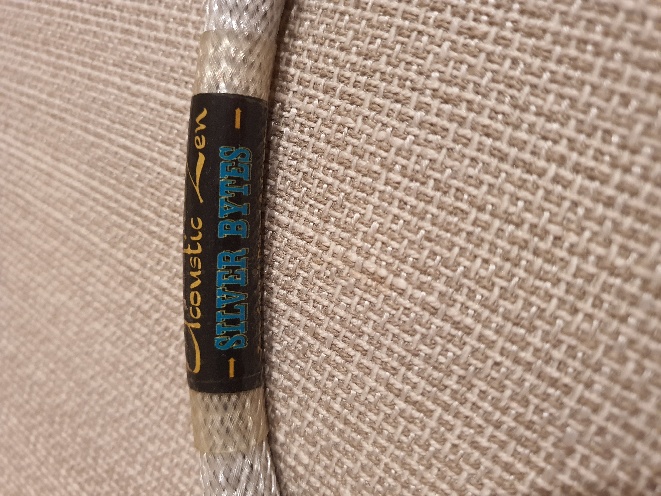 Acoustic Zen
→ SILVER BYTES →